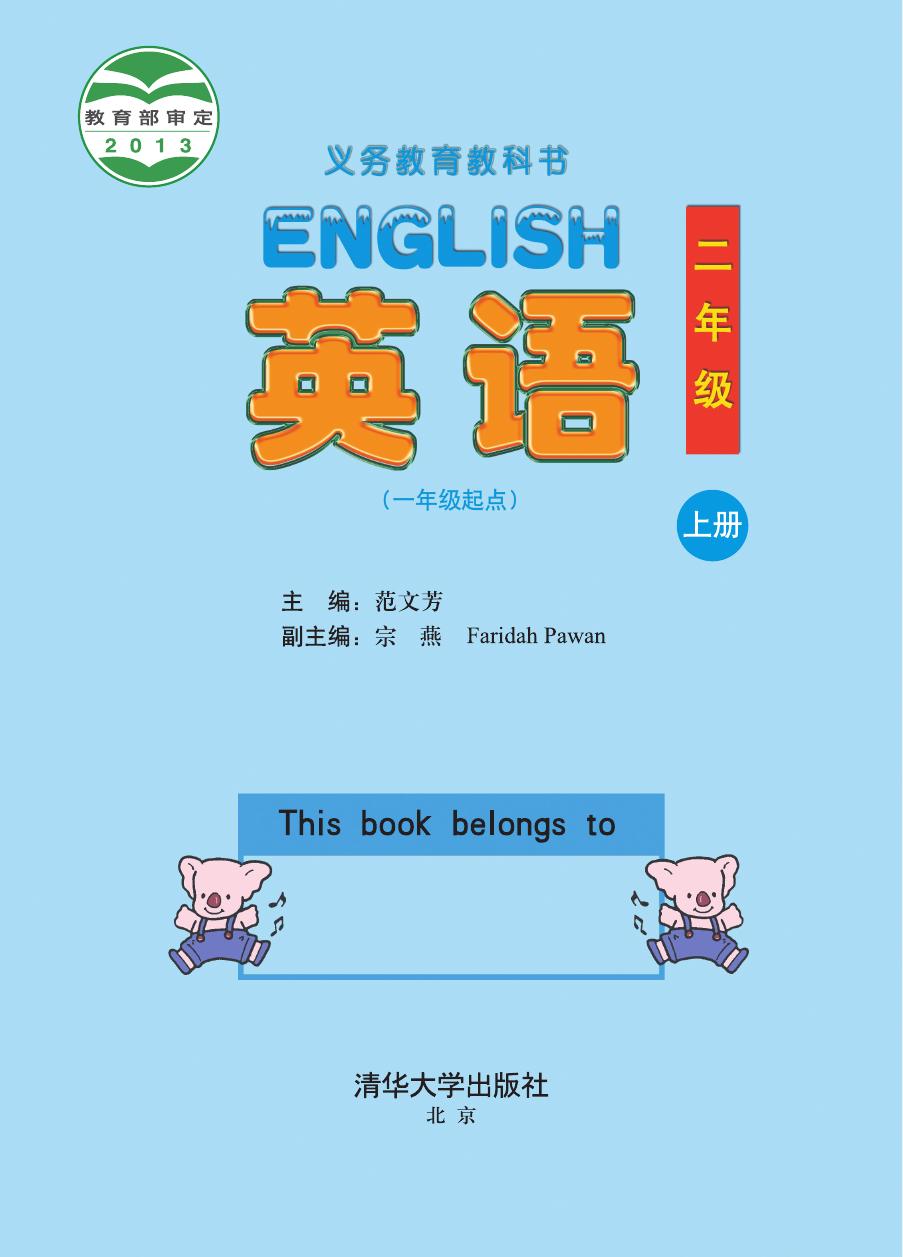 教育部审定
2013
义务教育教科书
ENGLISH
英语
二年级
（一年级起点）
上册
主 编：范文芳
副主编：宗 燕 Faridah Pawan
This book belongs to
清华大学出版社
北京